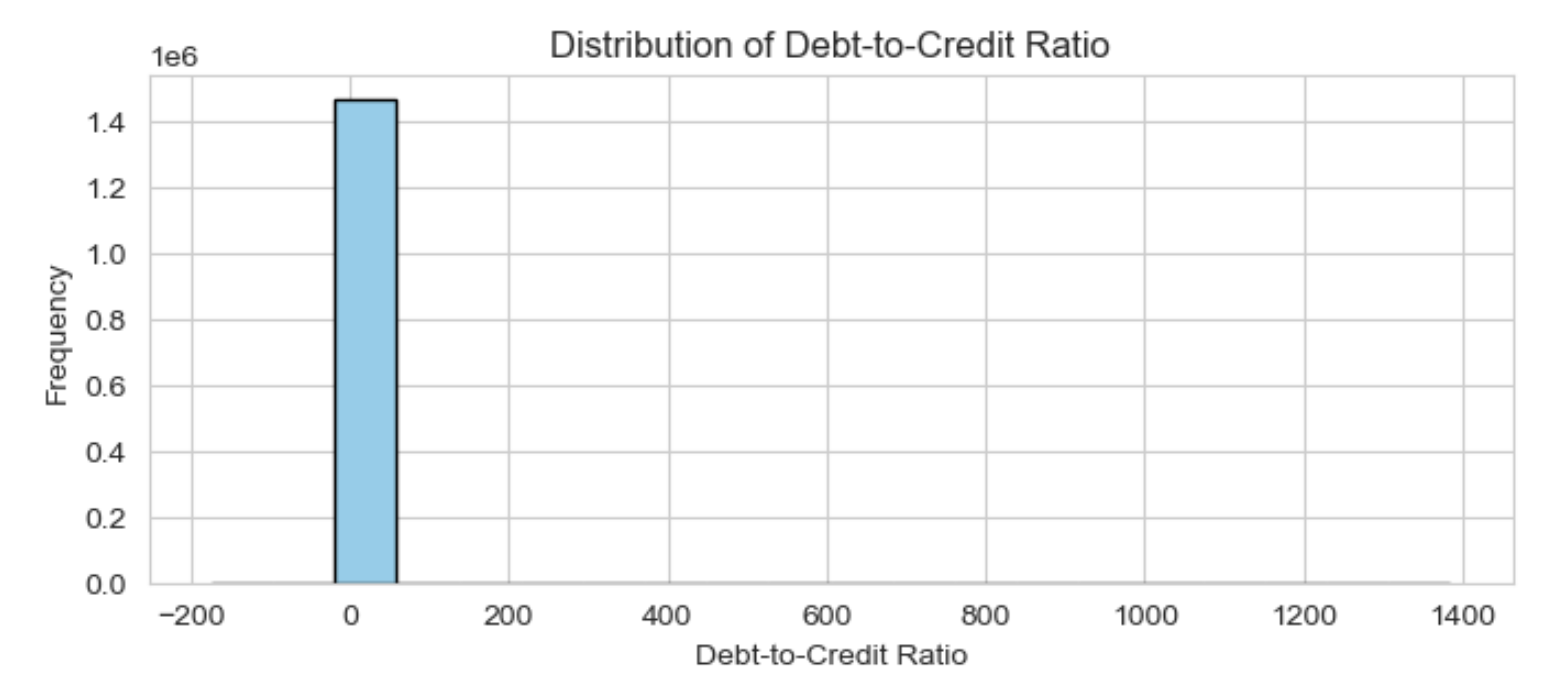 Distribution of Debt-to-Credit Ratio
1e6
1.4
1.2
1.0
0.8
0.6
0.4
0.2
0.0
Frequency
−200 0 200 400 600 800 1000 1200 1400
Debt-to-Credit Ratio